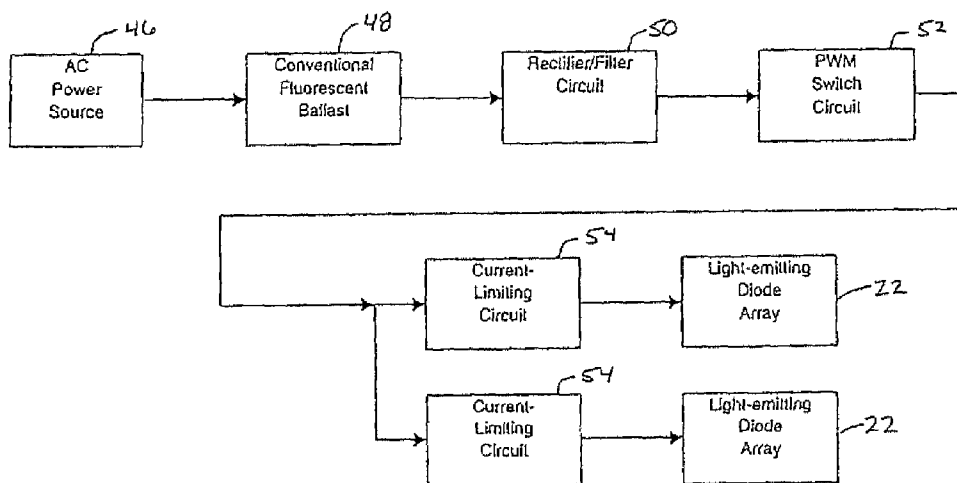 46
AC
Power
Source
48
Conventional
Fluorescent
Ballast
50
Rectifier/Filter
Circuit
52
PWM
Switch
Circuit
54
Current-
Limiting
Circuit
Light-emitting
Diode
Array
22
54
Current-
Limiting
Circuit
Light-emitting
Diode
Array
22